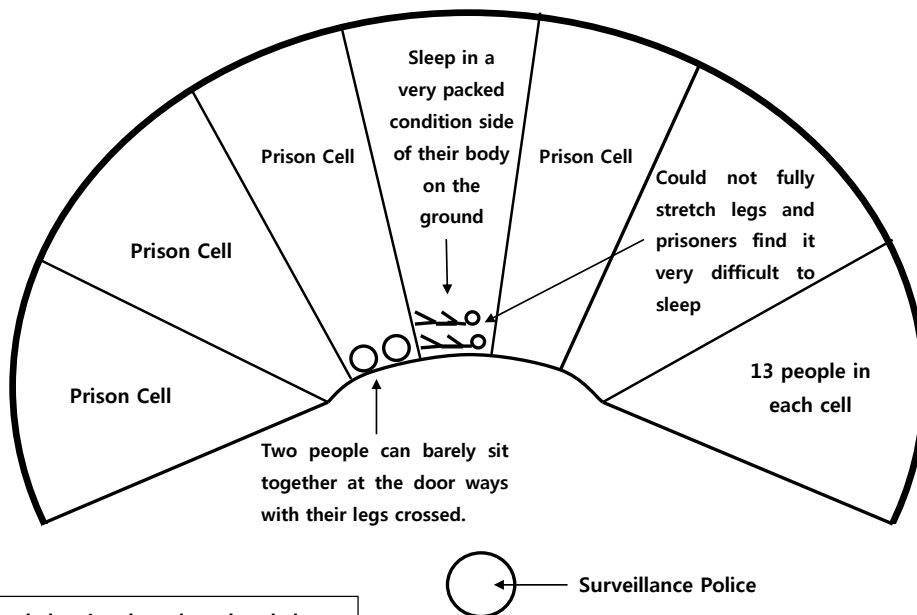 Sleep in a
very packed
condition side
of their body
on the
ground
Prison Cell
Prison Cell
Could not fully
stretch legs and
prisoners find it
very difficult to
sleep
Prison Cell
Prison Cell
13 people in
each cell
Two people can barely sit
together at the door ways
with their legs crossed.
Surveillance Police